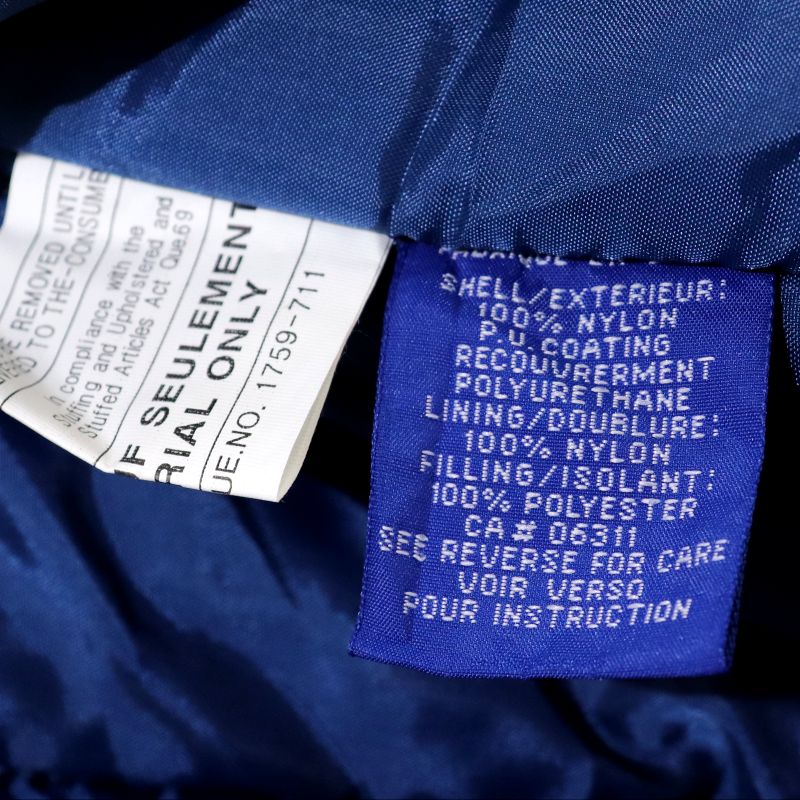 REMOVED UNTIL
TO THE CONSUME
In compliance with the
Stuffing and Upholstered and
Stuffed Articles Act Que.69
SEULEMENT
RIAL ONLY
UE.NO. 1759-711
SHELL/EXTERIEUR:
100% NYLON
P.U.COATING
RECOUVRERMENT
POLYURETHANE
LINING/DOUBLURE:
100% NYLON
FILLING/ISOLANT:
100% POLYESTER
CA# 06311
SEE REVERSE FOR CARE
VOIR VERSO
POUR INSTRUCTION